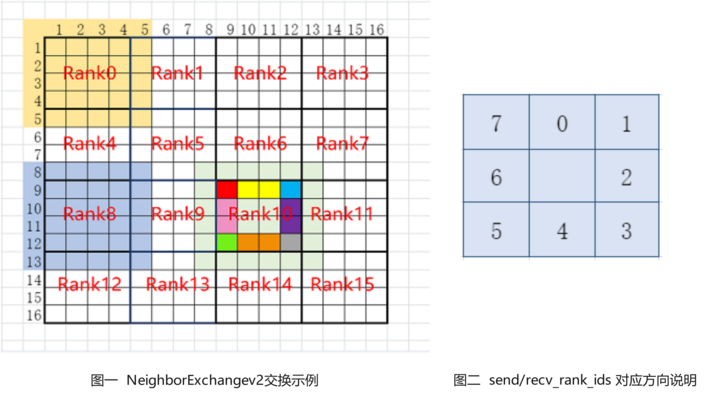 1 2 3 4 5 6 7 8 9 10 11 12 13 14 15 16
1
2
3
4
5
6
7
8
9
10
11
12
13
14
15
16
Rank0 Rank1 Rank2 Rank3
Rank4 Rank5 Rank6 Rank7
Rank8 Rank9 Rank10 Rank11
Rank12 Rank13 Rank14 Rank15
图一 NeighborExchangev2交换示例
7 0 1
6 2
5 4 3
图二 send/recv_rank_ids 对应方向说明